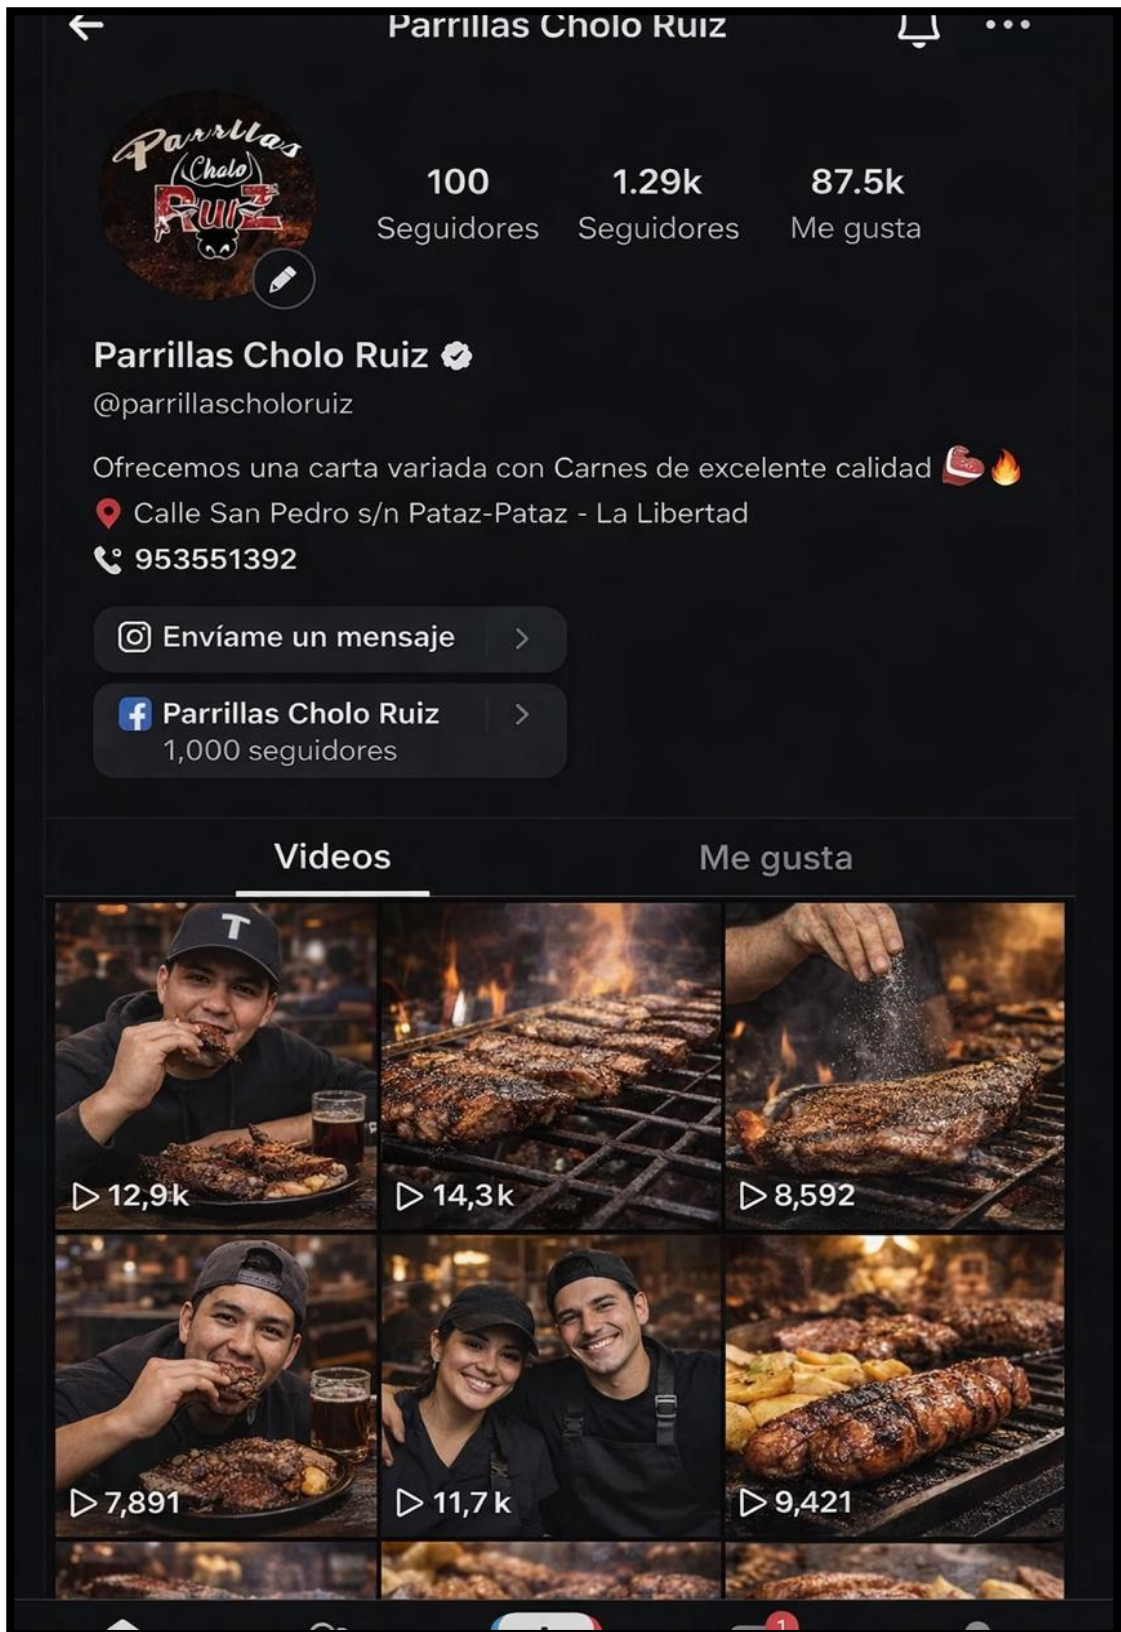 Parrillas Cholo Ruiz
Parrllas
Chalo
RUIZ
100
Seguidores
1.29k
Seguidores
87.5k
Me gusta
Parrillas Cholo Ruiz
@parrillascholoruiz
Ofrecemos una carta variada con Carnes de excelente calidad
Calle San Pedro s/n Pataz-Pataz - La Libertad
953551392
Envíame un mensaje
Parrillas Cholo Ruiz
1,000 seguidores
Videos
Me gusta
T
12,9k
14,3k
8,592
7,891
11,7k
9,421
1